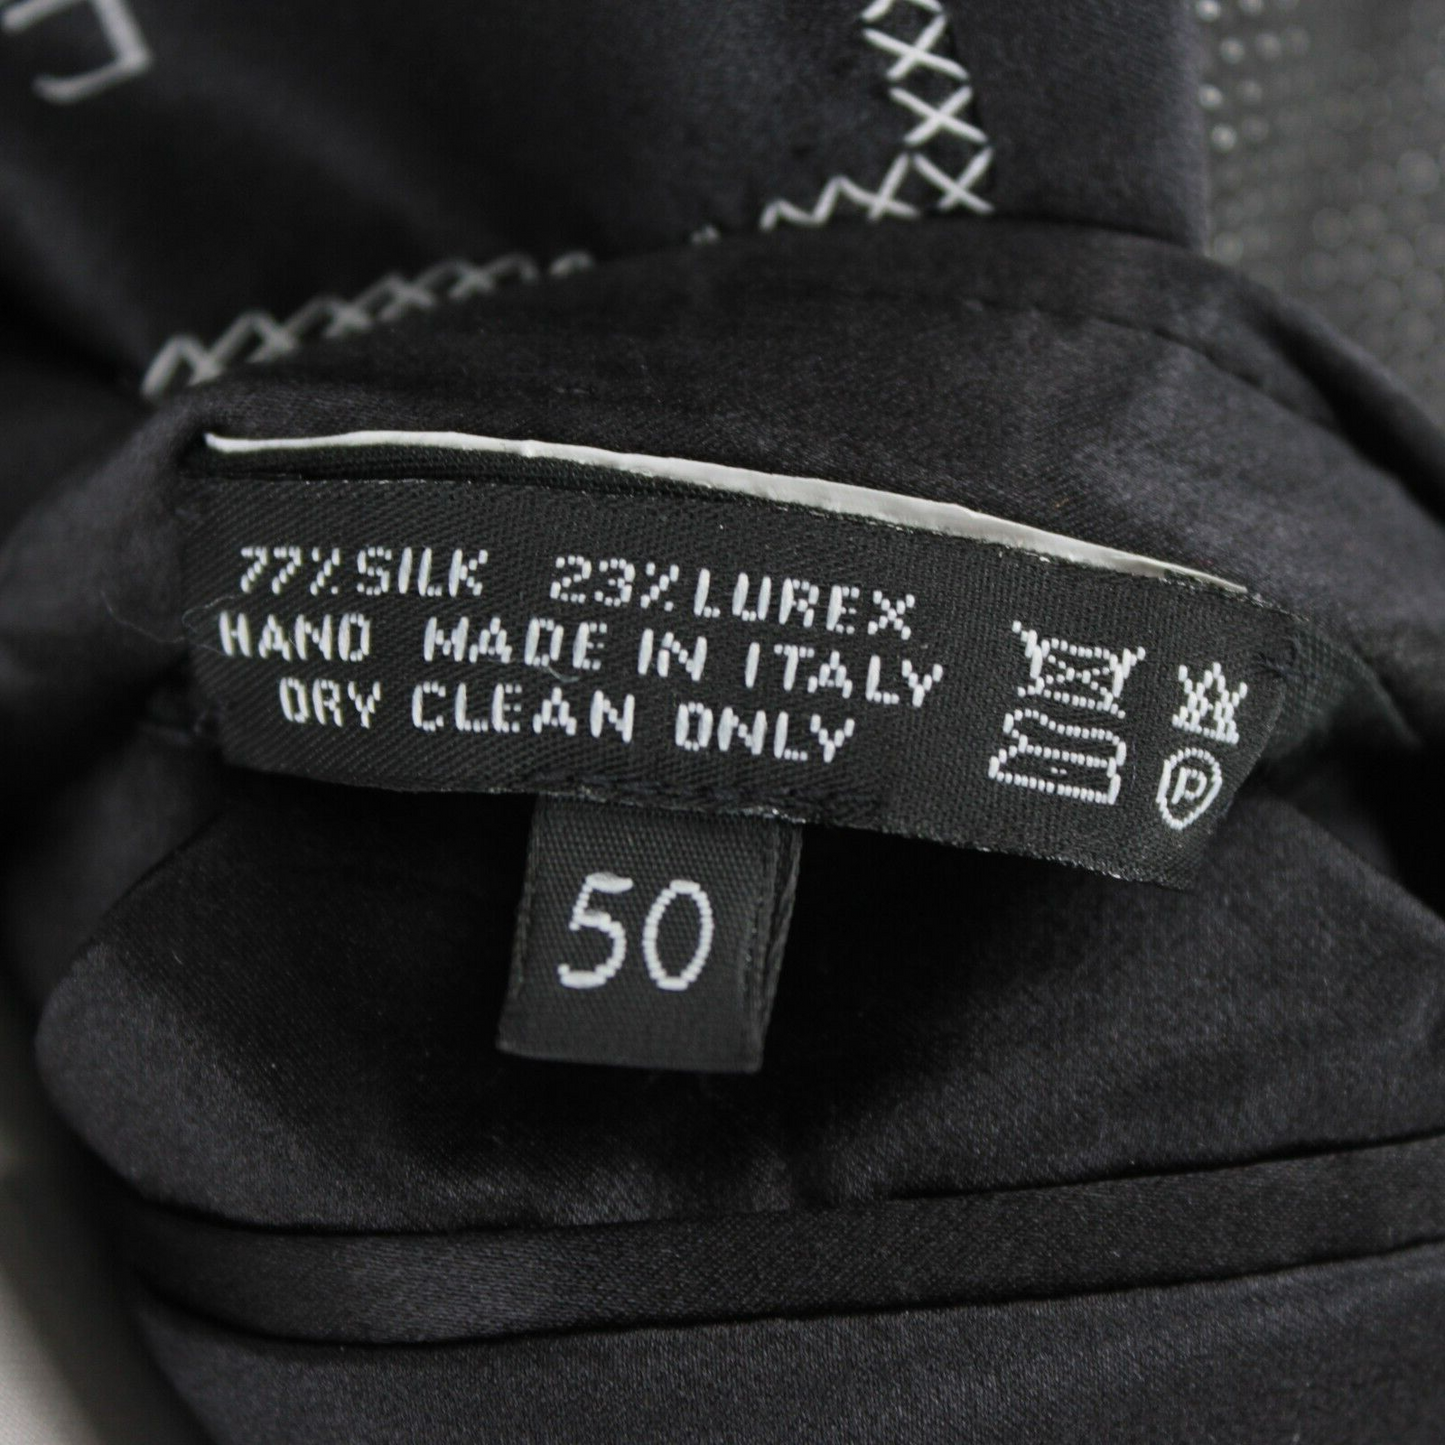 77% SILK 23% LUREX
HAND MADE IN ITALY
DRY CLEAN ONLY
P
50